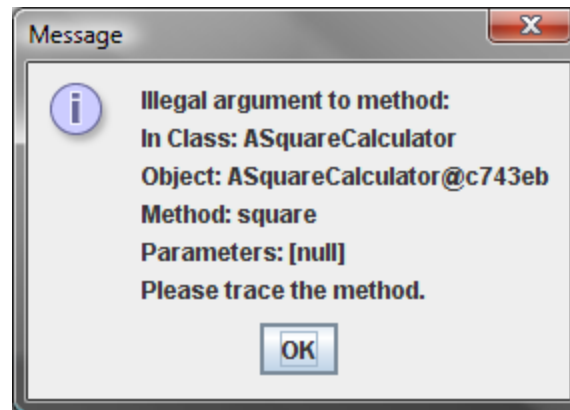 Message
x
i
Illegal argument to method:
In Class: ASquareCalculator
Object: ASquareCalculator@c743eb
Method: square
Parameters: [null]
Please trace the method.
OK